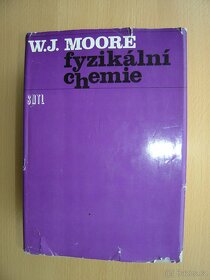 W.J. MOORE
fyzikální
chemie
SNTL